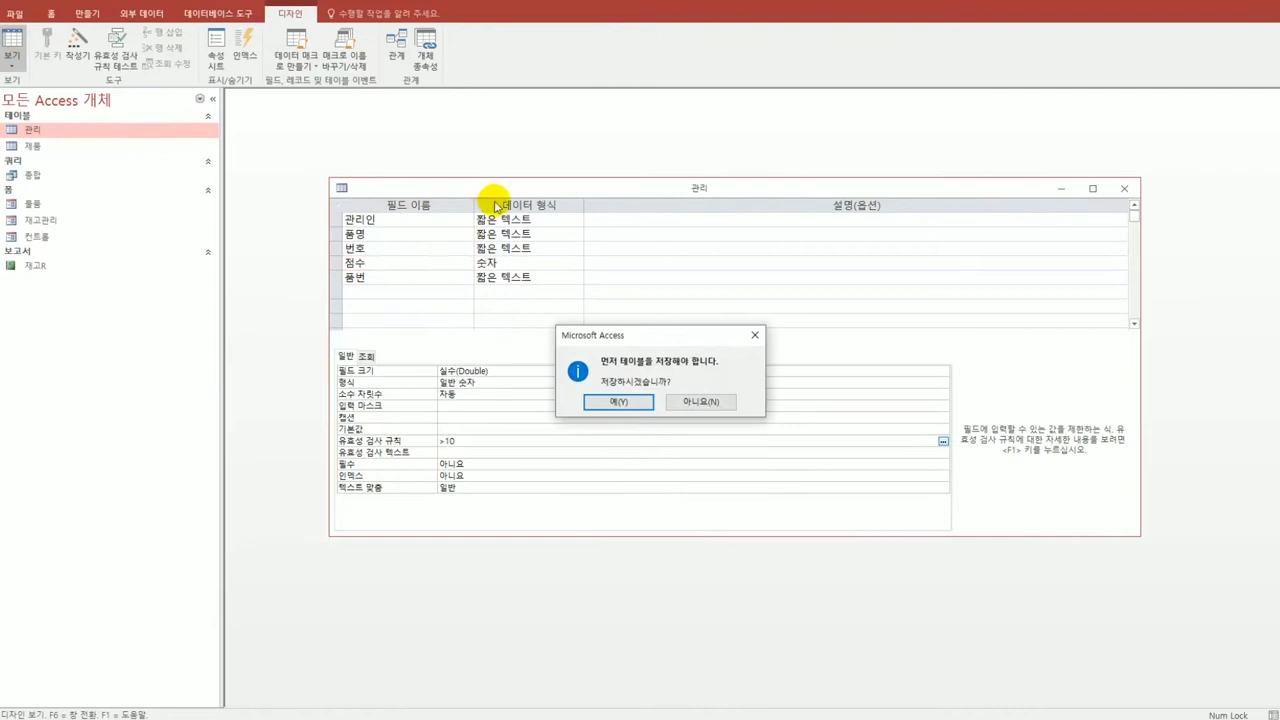 파일 홈 만들기 외부 데이터 데이터베이스 도구 디자인 수행할 작업을 알려 주세요.
보기
기본 키
작성기
유효성 검사
규칙 테스트
행 삽입
행 삭제
조회 수정
속성
시트
인덱스
데이터 매크
로 만들기
매크로 이름
바꾸기/삭제
관계
개체
종속성
보기 도구 표시/숨기기 필드, 레코드 및 테이블 이벤트 관계
모든 Access 개체
테이블
관리
제품
쿼리
종합
폼
물품
재고관리
컨트롤
보고서
재고R
관리
필드 이름 데이터 형식 설명(옵션)
관리인 짧은 텍스트
품명 짧은 텍스트
번호 짧은 텍스트
점수 숫자
품번 짧은 텍스트
Microsoft Access
먼저 테이블을 저장해야 합니다.
저장하시겠습니까?
예(Y) 아니요(N)
일반 조회
필드 크기 실수(Double)
형식 일반 숫자
소수 자릿수 자동
입력 마스크
캡션
기본값
유효성 검사 규칙 >10
유효성 검사 텍스트
필수 아니요
인덱스 아니요
텍스트 맞춤 일반
필드에 입력할 수 있는 값을 제한하는 식. 유
효성 검사 규칙에 대한 자세한 내용을 보려면
<F1> 키를 누르십시오.
디자인 보기. F6 = 창 전환. F1 = 도움말.
Num Lock